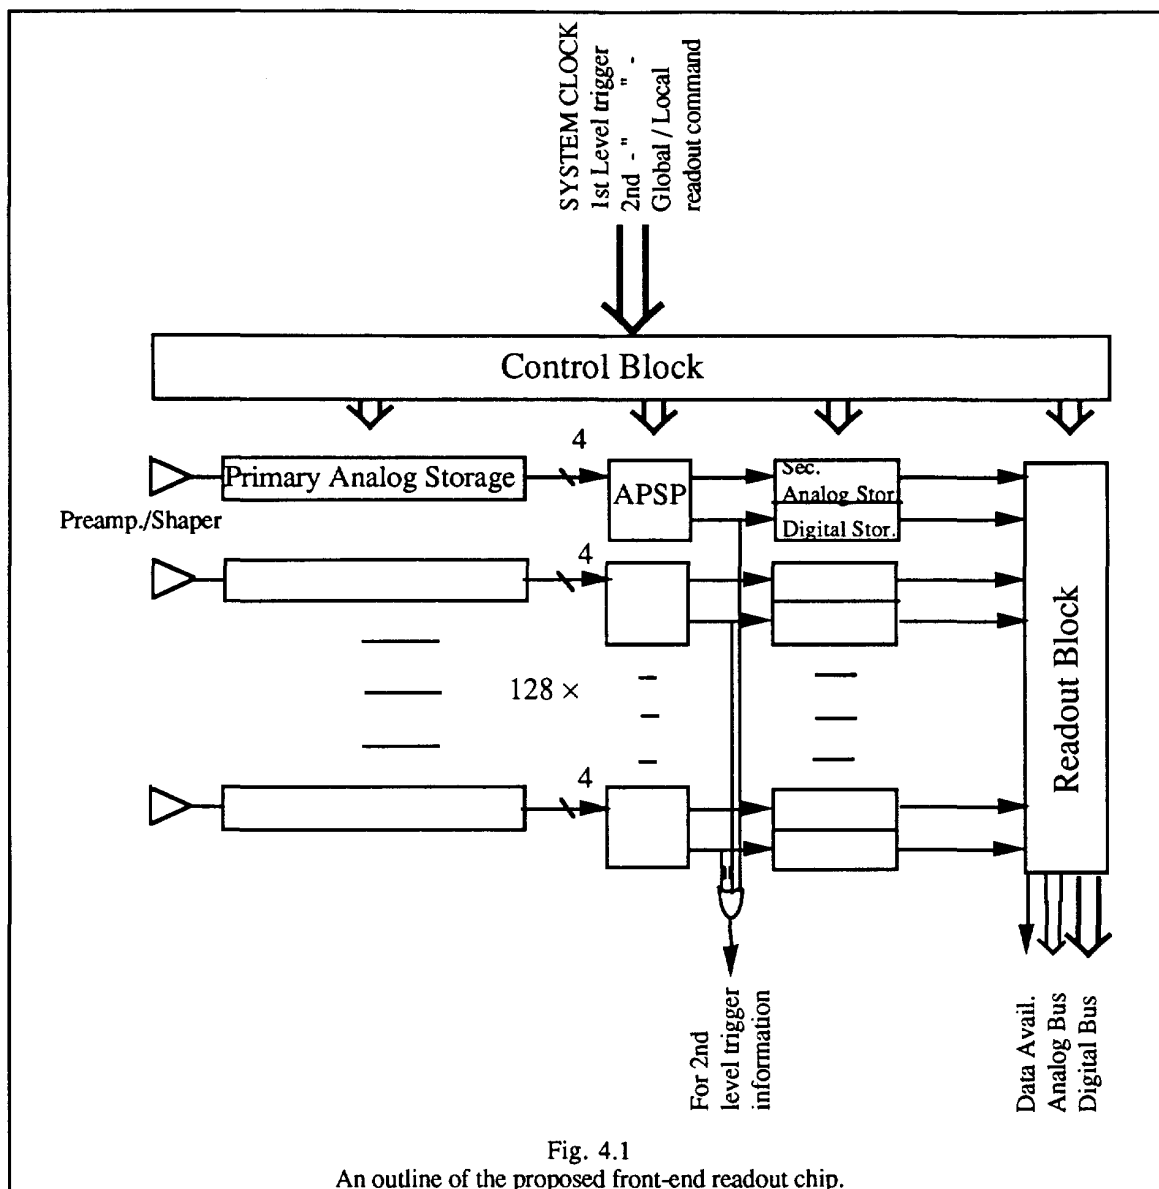 SYSTEM CLOCK
1st Level trigger
2nd - " " -
Global / Local
readout command
Control Block
4
Primary Analog Storage
APSP
Sec.
Analog Stor.
Digital Stor.
Preamp./Shaper
4
128 ×
4
Readout Block
For 2nd
level trigger
information
Data Avail.
Analog Bus
Digital Bus
Fig. 4.1
An outline of the proposed front-end readout chip.